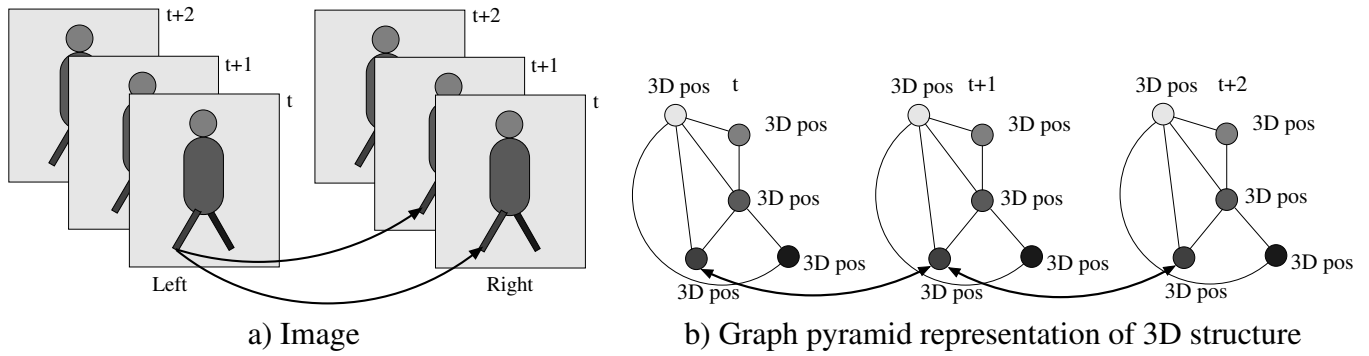 t+2
t+1
t
Left
t+2
t+1
t
Right
a) Image
3D pos t
3D pos
3D pos
3D pos
3D pos
3D pos t+1
3D pos
3D pos
3D pos
3D pos
3D pos t+2
3D pos
3D pos
3D pos
3D pos
b) Graph pyramid representation of 3D structure